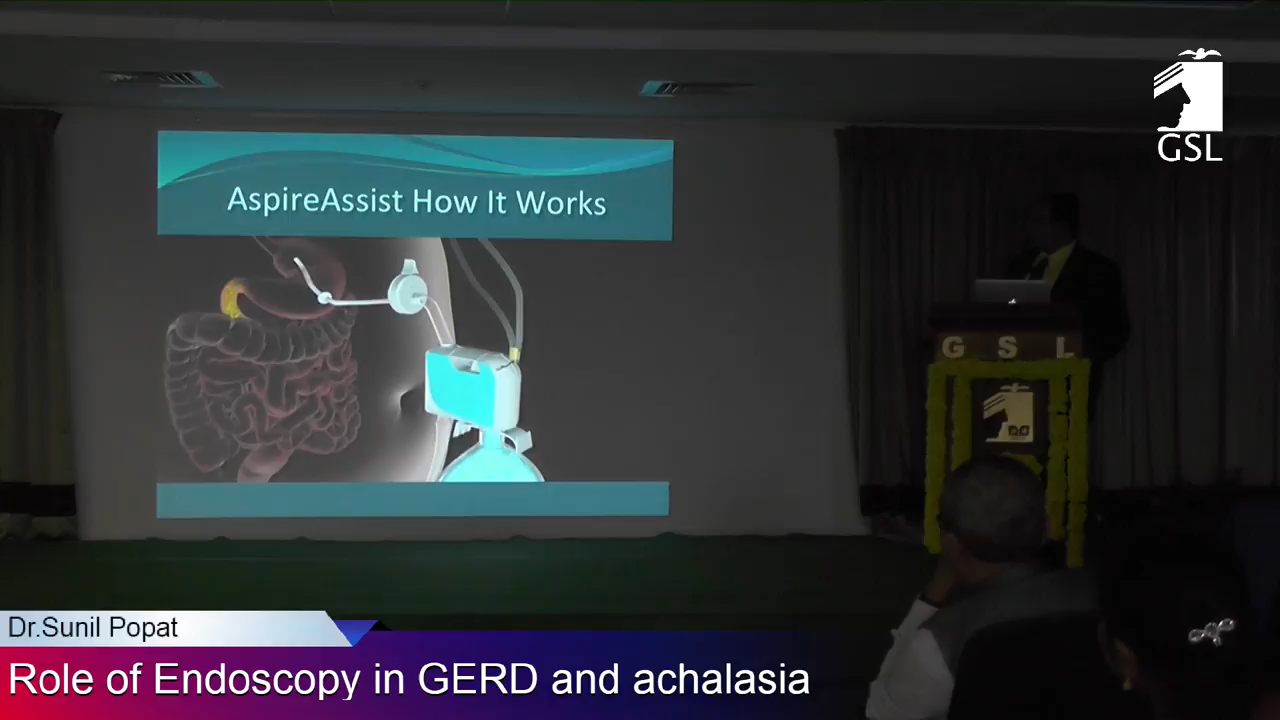 GSL
AspireAssist How It Works
G S L
Dr.Sunil Popat
Role of Endoscopy in GERD and achalasia